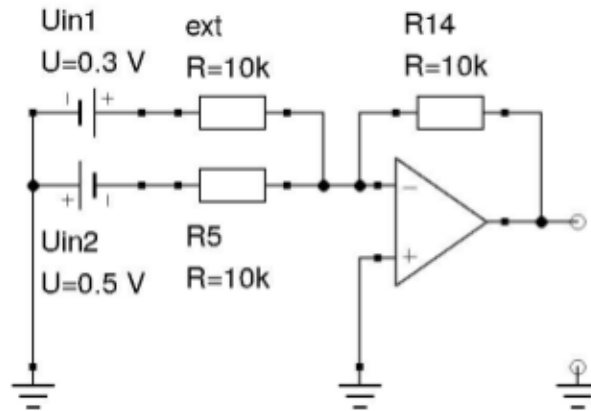 Uin1
U=0.3 V
ext
R=10k
R14
R=10k
− +
+ −
−
+
Uin2
U=0.5 V
R5
R=10k